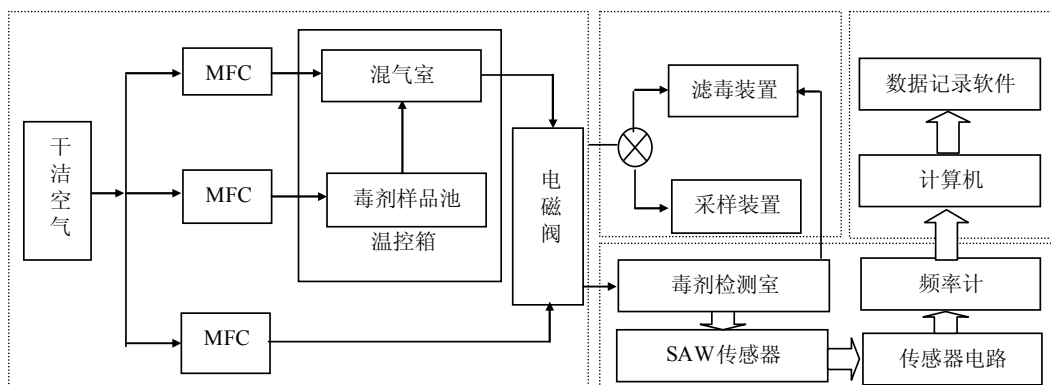 干洁空气
MFC
MFC
MFC
混气室
毒剂样品池
温控箱
电磁阀
滤毒装置
采样装置
毒剂检测室
SAW传感器
数据记录软件
计算机
频率计
传感器电路